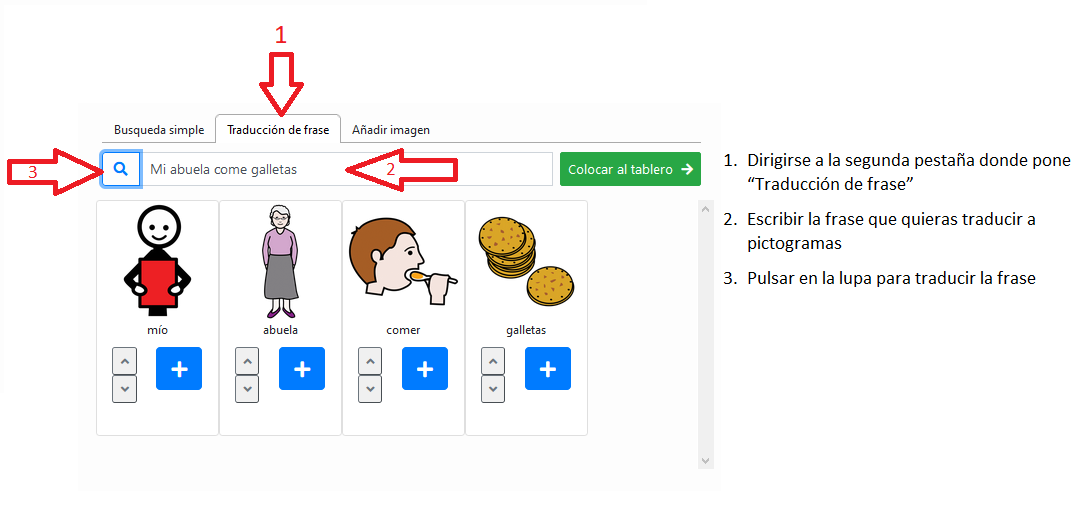 1
Busqueda simple
Traducción de frase
Añadir imagen
3
Mi abuela come galletas
2
Colocar al tablero
mío
abuela
comer
galletas
1. Dirigirse a la segunda pestaña donde pone
“Traducción de frase”
2. Escribir la frase que quieras traducir a
pictogramas
3. Pulsar en la lupa para traducir la frase